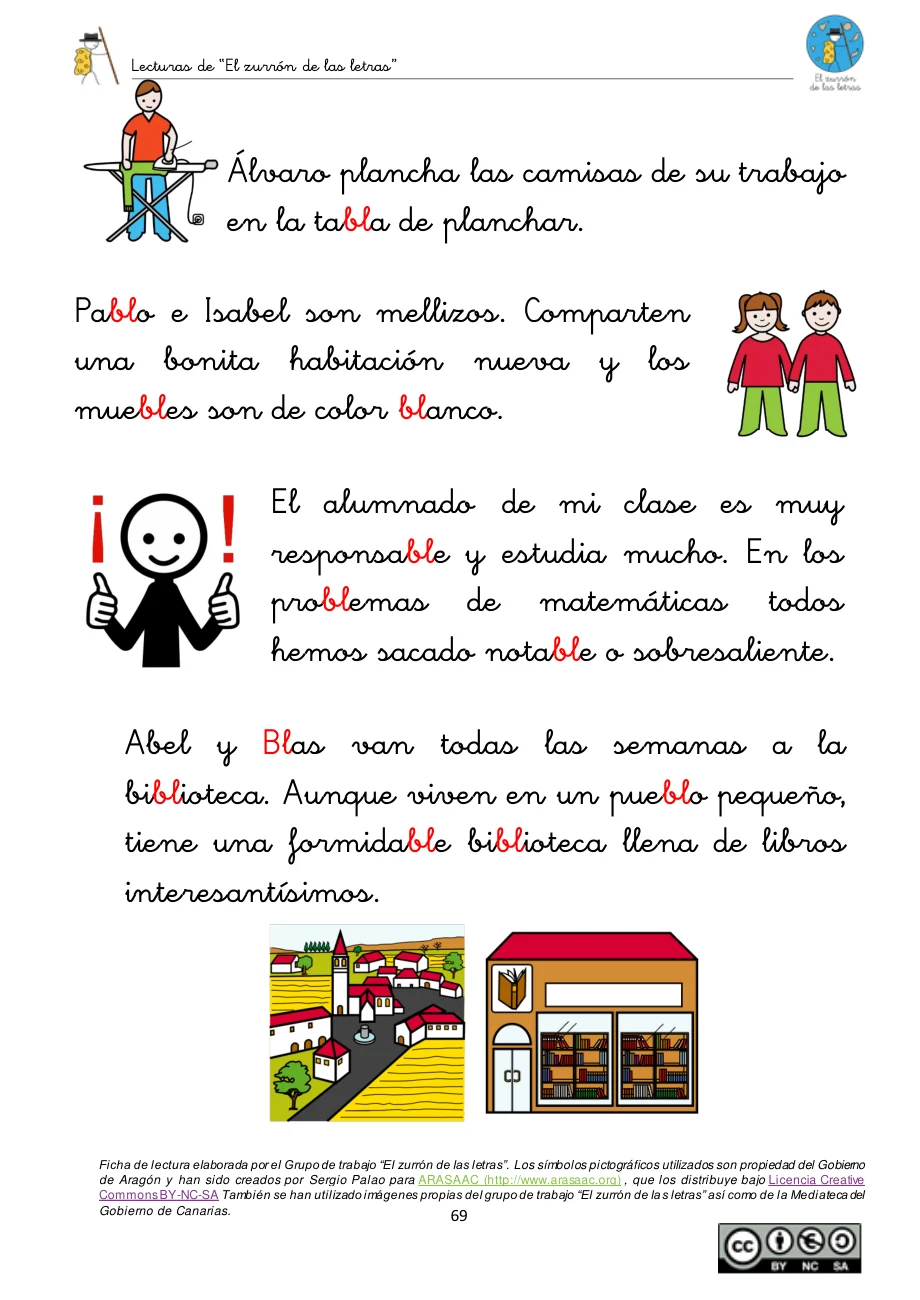 Lecturas de "El zurrón de las letras"
El zurrón
de las letras
Álvaro plancha las camisas de su trabajo
en la tabla de planchar.
Pablo e Isabel son mellizos. Comparten
una bonita habitación nueva y los
muebles son de color blanco.
El alumnado de mi clase es muy
responsable y estudia mucho. En los
problemas de matemáticas todos
hemos sacado notable o sobresaliente.
Abel y Blas van todas las semanas a la
biblioteca. Aunque viven en un pueblo pequeño,
tiene una formidable biblioteca llena de libros
interesantísimos.
Ficha de lectura elaborada por el Grupo de trabajo “El zurrón de las letras”. Los símbolos pictográficos utilizados son propiedad del Gobierno
de Aragón y han sido creados por Sergio Palao para ARASAAC (http://www.arasaac.org) , que los distribuye bajo Licencia Creative
Commons BY-NC-SA También se han utilizado imágenes propias del grupo de trabajo “El zurrón de las letras” así como de la Mediateca del
Gobierno de Canarias.
69
cc BY NC SA